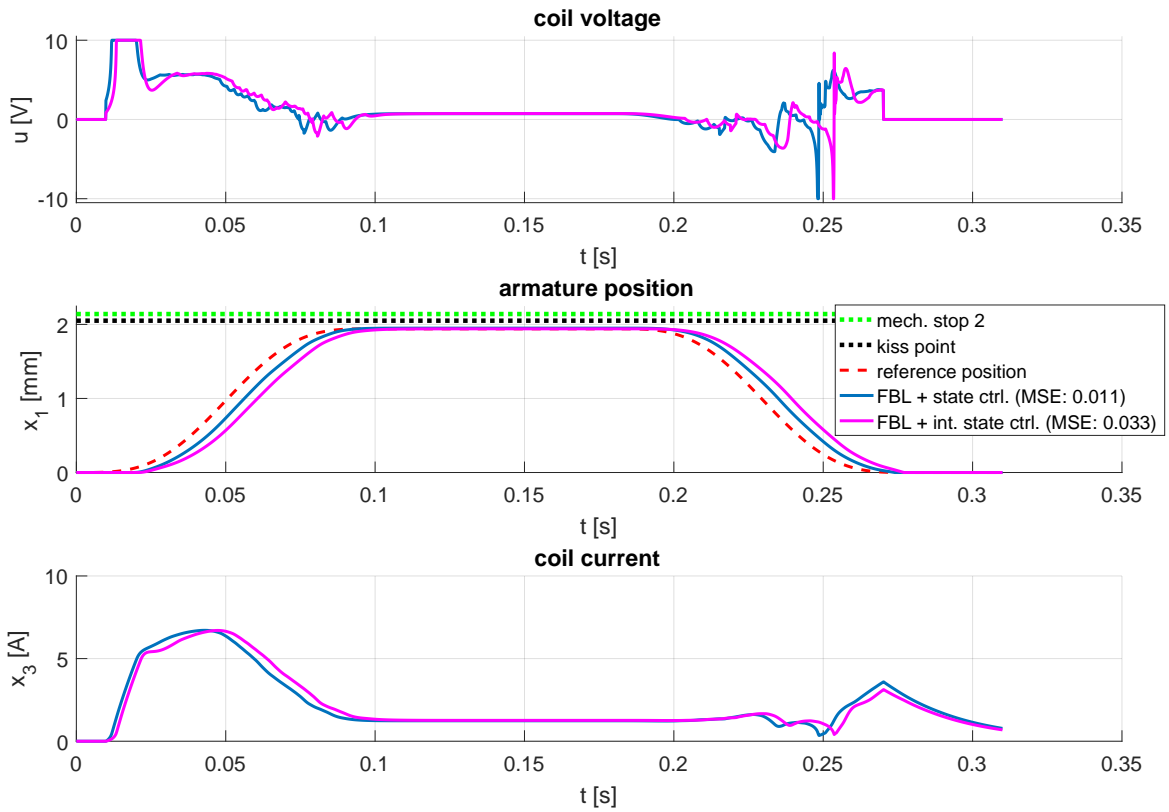 coil voltage
10
0
-10
u [V]
0
0.05
0.1
0.15
0.2
0.25
0.3
0.35
t [s]
armature position
2
1
0
x_1 [mm]
mech. stop 2
kiss point
reference position
FBL + state ctrl. (MSE: 0.011)
FBL + int. state ctrl. (MSE: 0.033)
0
0.05
0.1
0.15
0.2
0.25
0.3
0.35
t [s]
coil current
10
5
0
x_3 [A]
0
0.05
0.1
0.15
0.2
0.25
0.3
0.35
t [s]